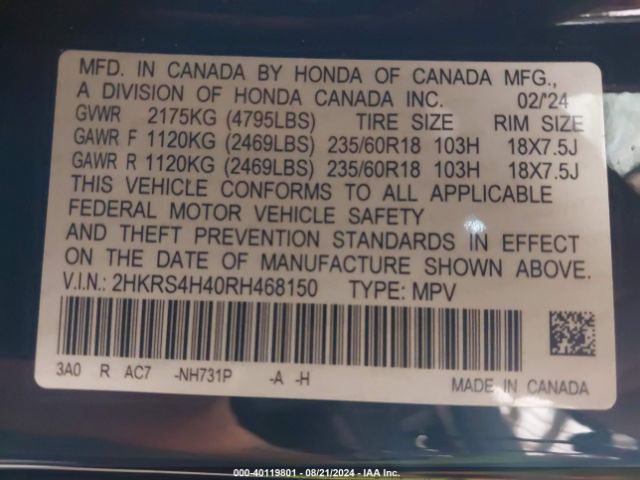 MFD. IN CANADA BY HONDA OF CANADA MFG.,
A DIVISION OF HONDA CANADA INC. 02/'24
GVWR 2175KG (4795LBS) TIRE SIZE RIM SIZE
GAWR F 1120KG (2469LBS) 235/60R18 103H 18X7.5J
GAWR R 1120KG (2469LBS) 235/60R18 103H 18X7.5J
THIS VEHICLE CONFORMS TO ALL APPLICABLE
FEDERAL MOTOR VEHICLE SAFETY
AND THEFT PREVENTION STANDARDS IN EFFECT
ON THE DATE OF MANUFACTURE SHOWN ABOVE.
V.I.N.: 2HKRS4H40RH468150 TYPE: MPV
3A0 R AC7 -NH731P -A -H
MADE IN CANADA
000-40119801 - 08/21/2024 - IAA Inc.